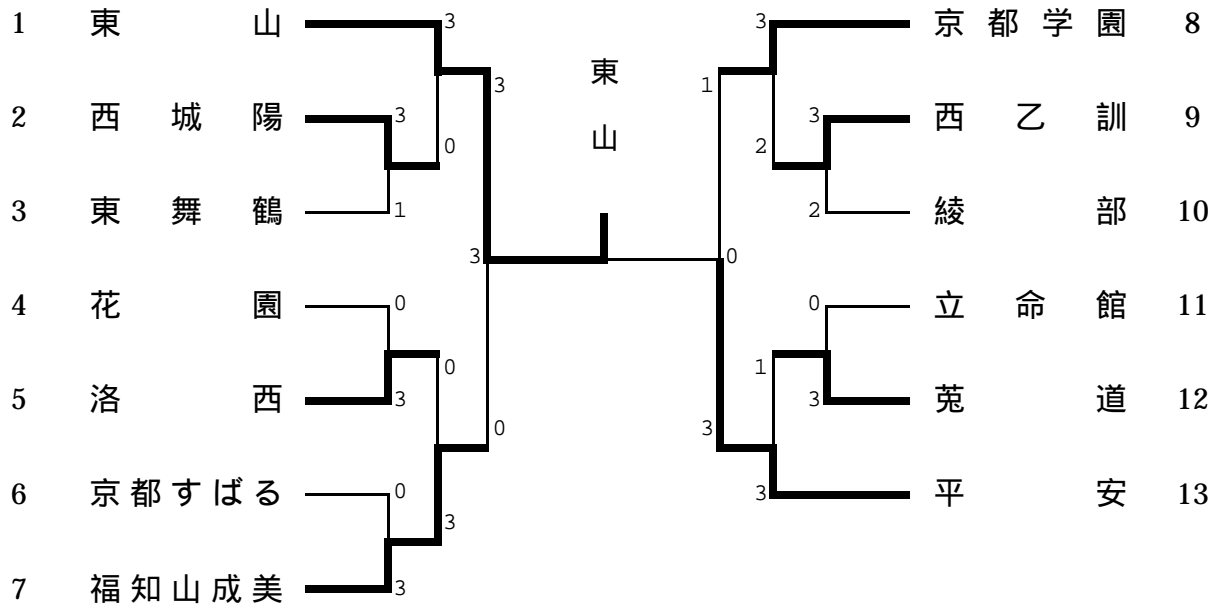 1 東山 3 3 京都学園 8
東
3 1
2 西城陽 3 3 西乙訓 9
山
0 2
3 東舞鶴 1 2 綾部 10
3 0
4 花園 0 0 立命館 11
0 1
5 洛西 3 3 莵道 12
0 3
6 京都すばる 0 3 平安 13
3
7 福知山成美 3